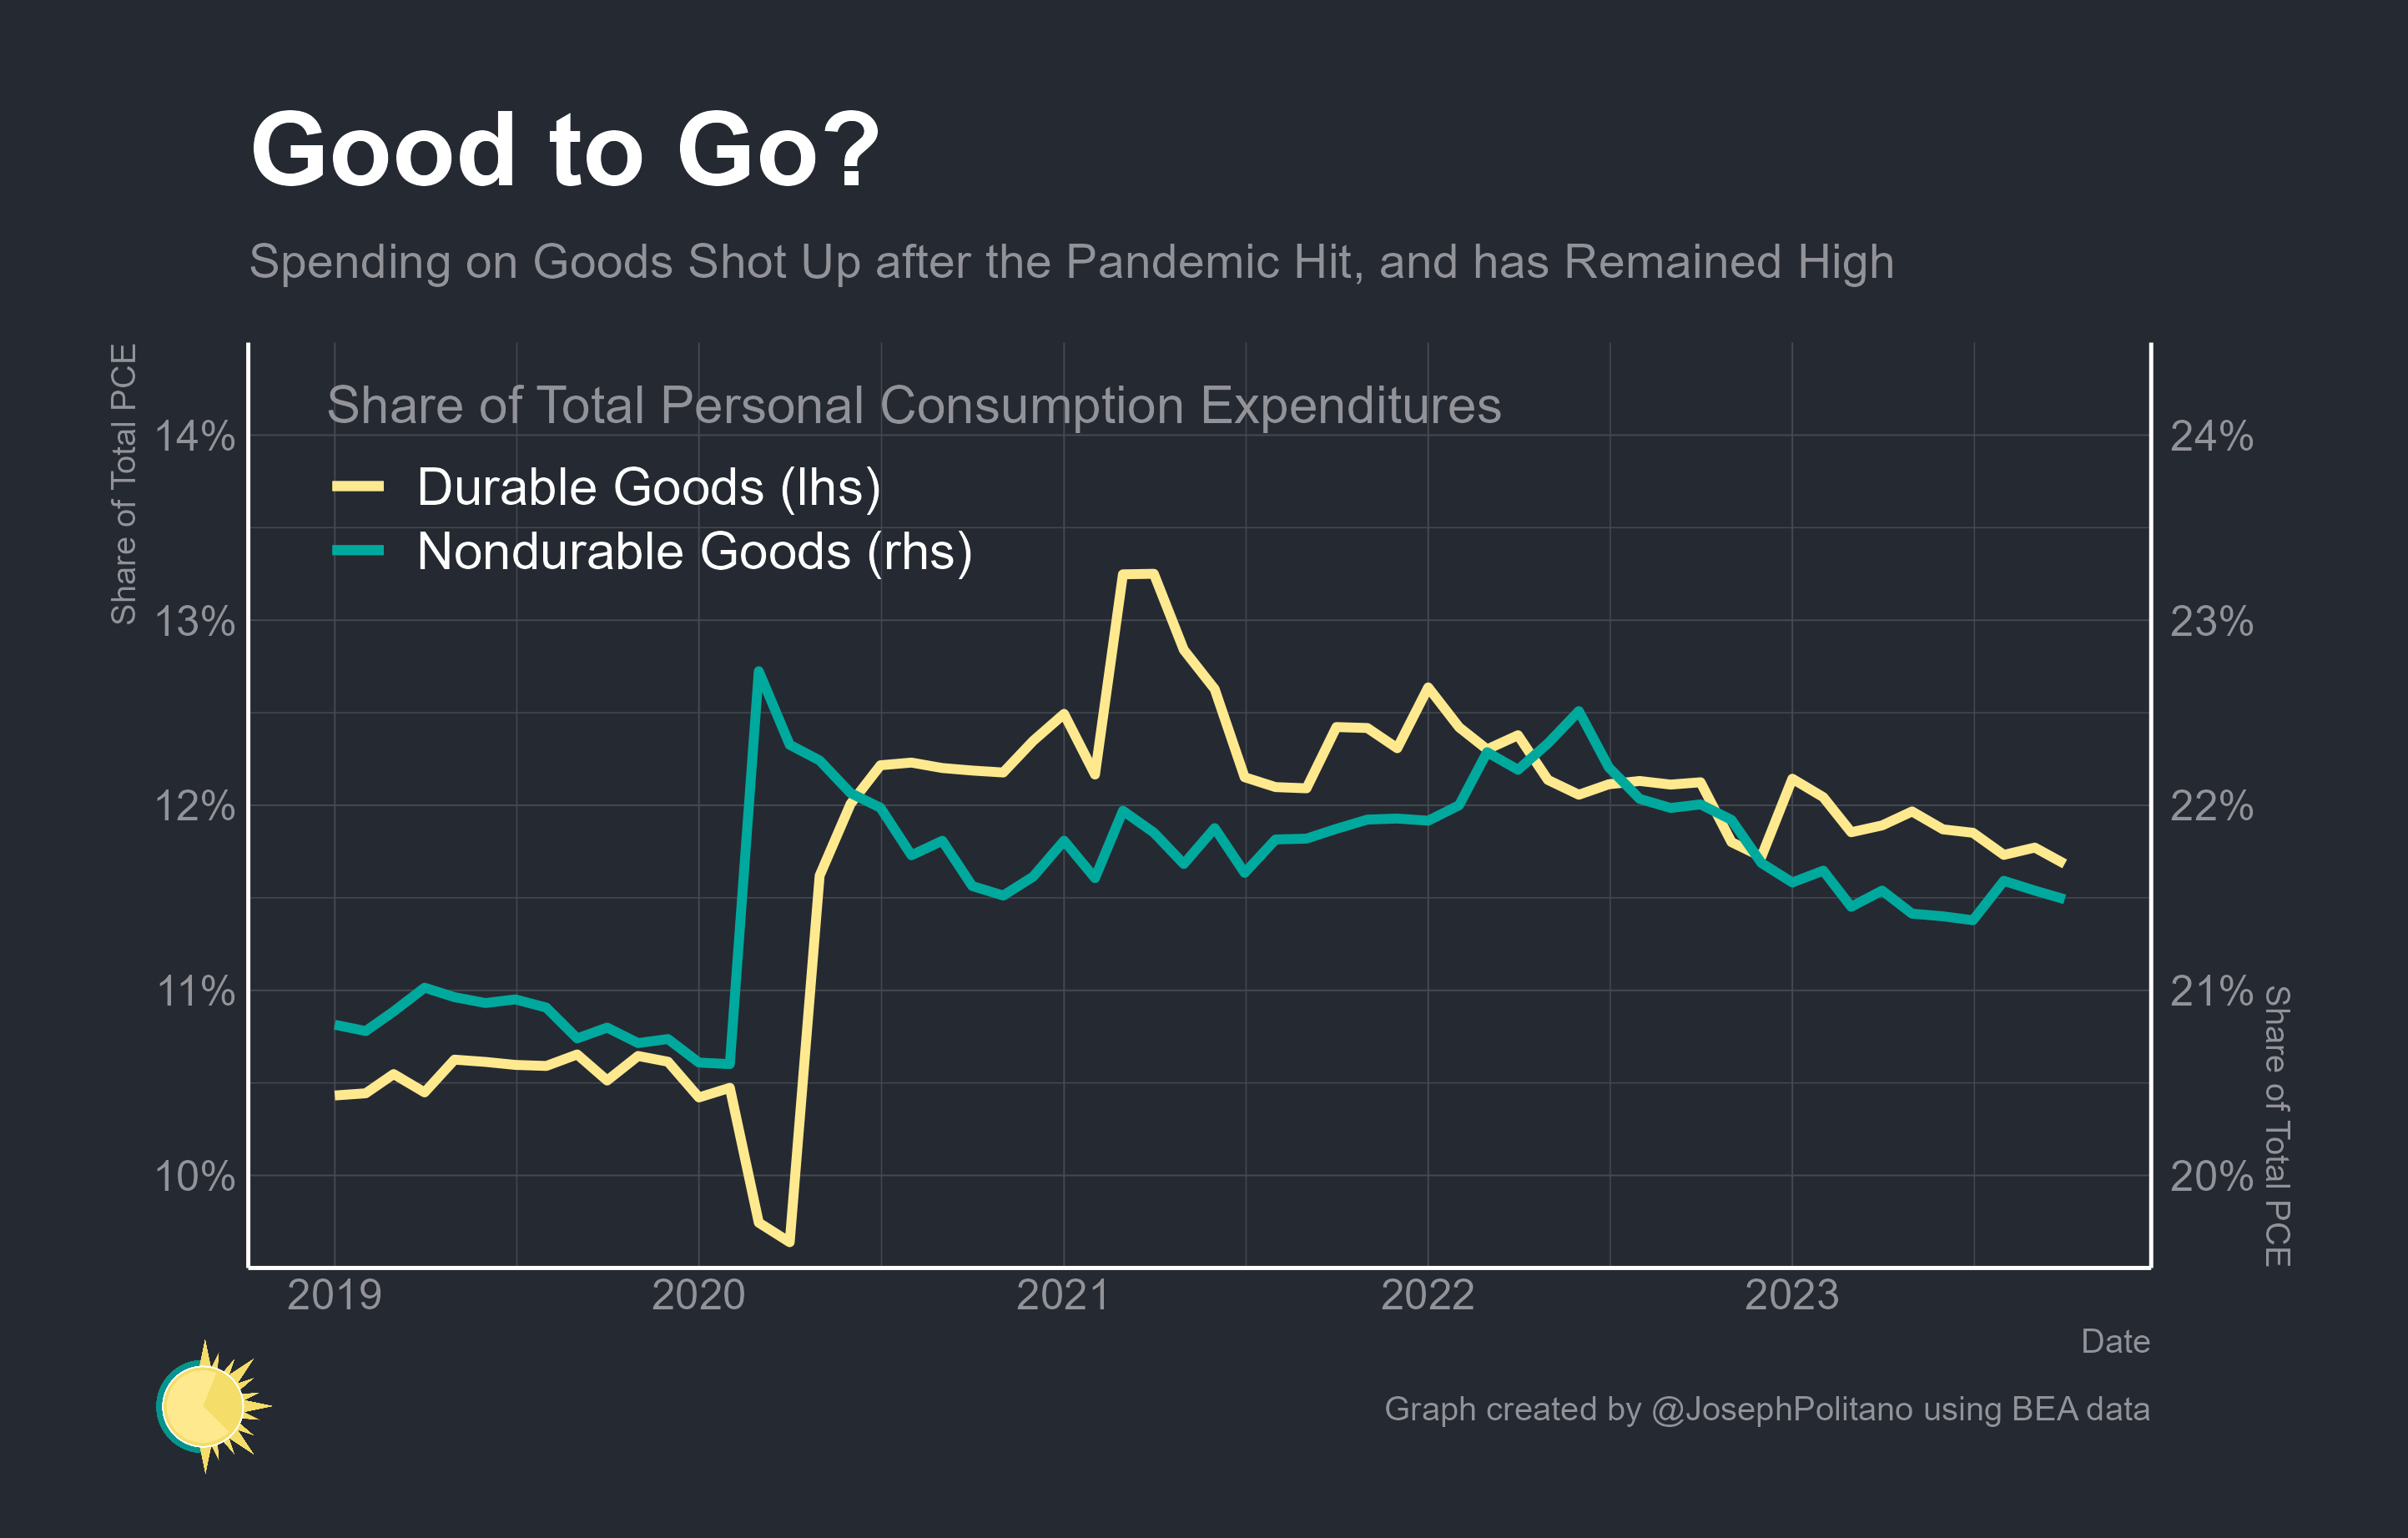 Good to Go?
Spending on Goods Shot Up after the Pandemic Hit, and has Remained High
Share of Total PCE
Share of Total Personal Consumption Expenditures
Durable Goods (lhs)
Nondurable Goods (rhs)
14%
13%
12%
11%
10%
24%
23%
22%
21%
20%
Share of Total PCE
2019
2020
2021
2022
2023
Date
Graph created by @JosephPolitano using BEA data